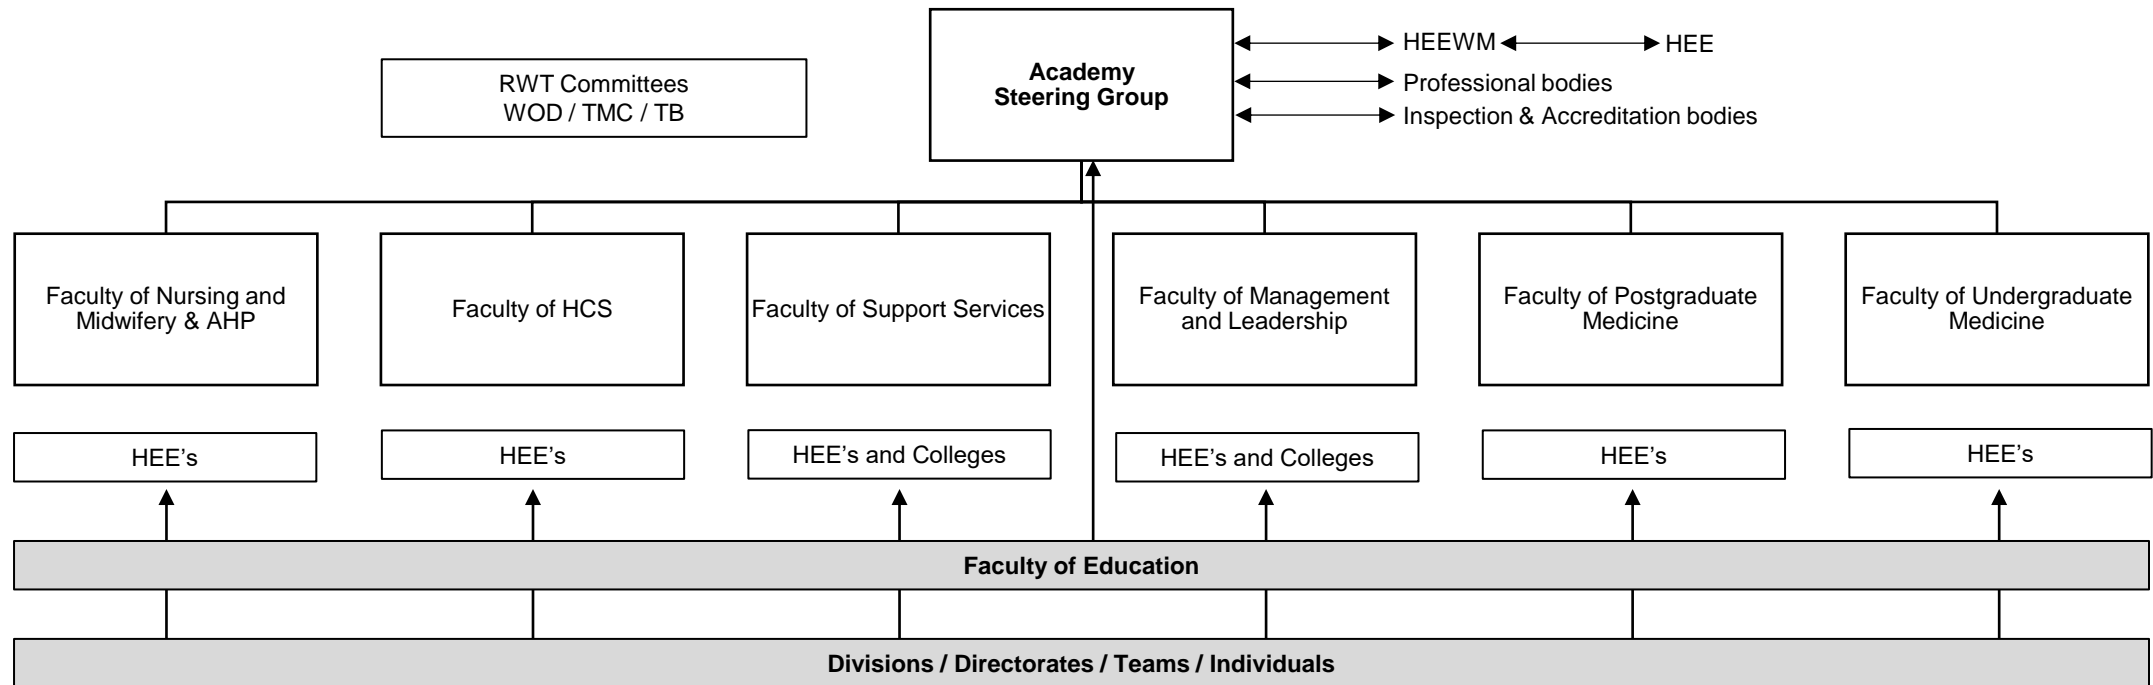 RWT Committees
WOD / TMC / TB
Academy
Steering Group
HEEWM
HEE
Professional bodies
Inspection & Accreditation bodies
Faculty of Nursing and
Midwifery & AHP
Faculty of HCS
Faculty of Support Services
Faculty of Management
and Leadership
Faculty of Postgraduate
Medicine
Faculty of Undergraduate
Medicine
HEE’s
HEE’s
HEE’s and Colleges
HEE’s and Colleges
HEE’s
HEE’s
Faculty of Education
Divisions / Directorates / Teams / Individuals